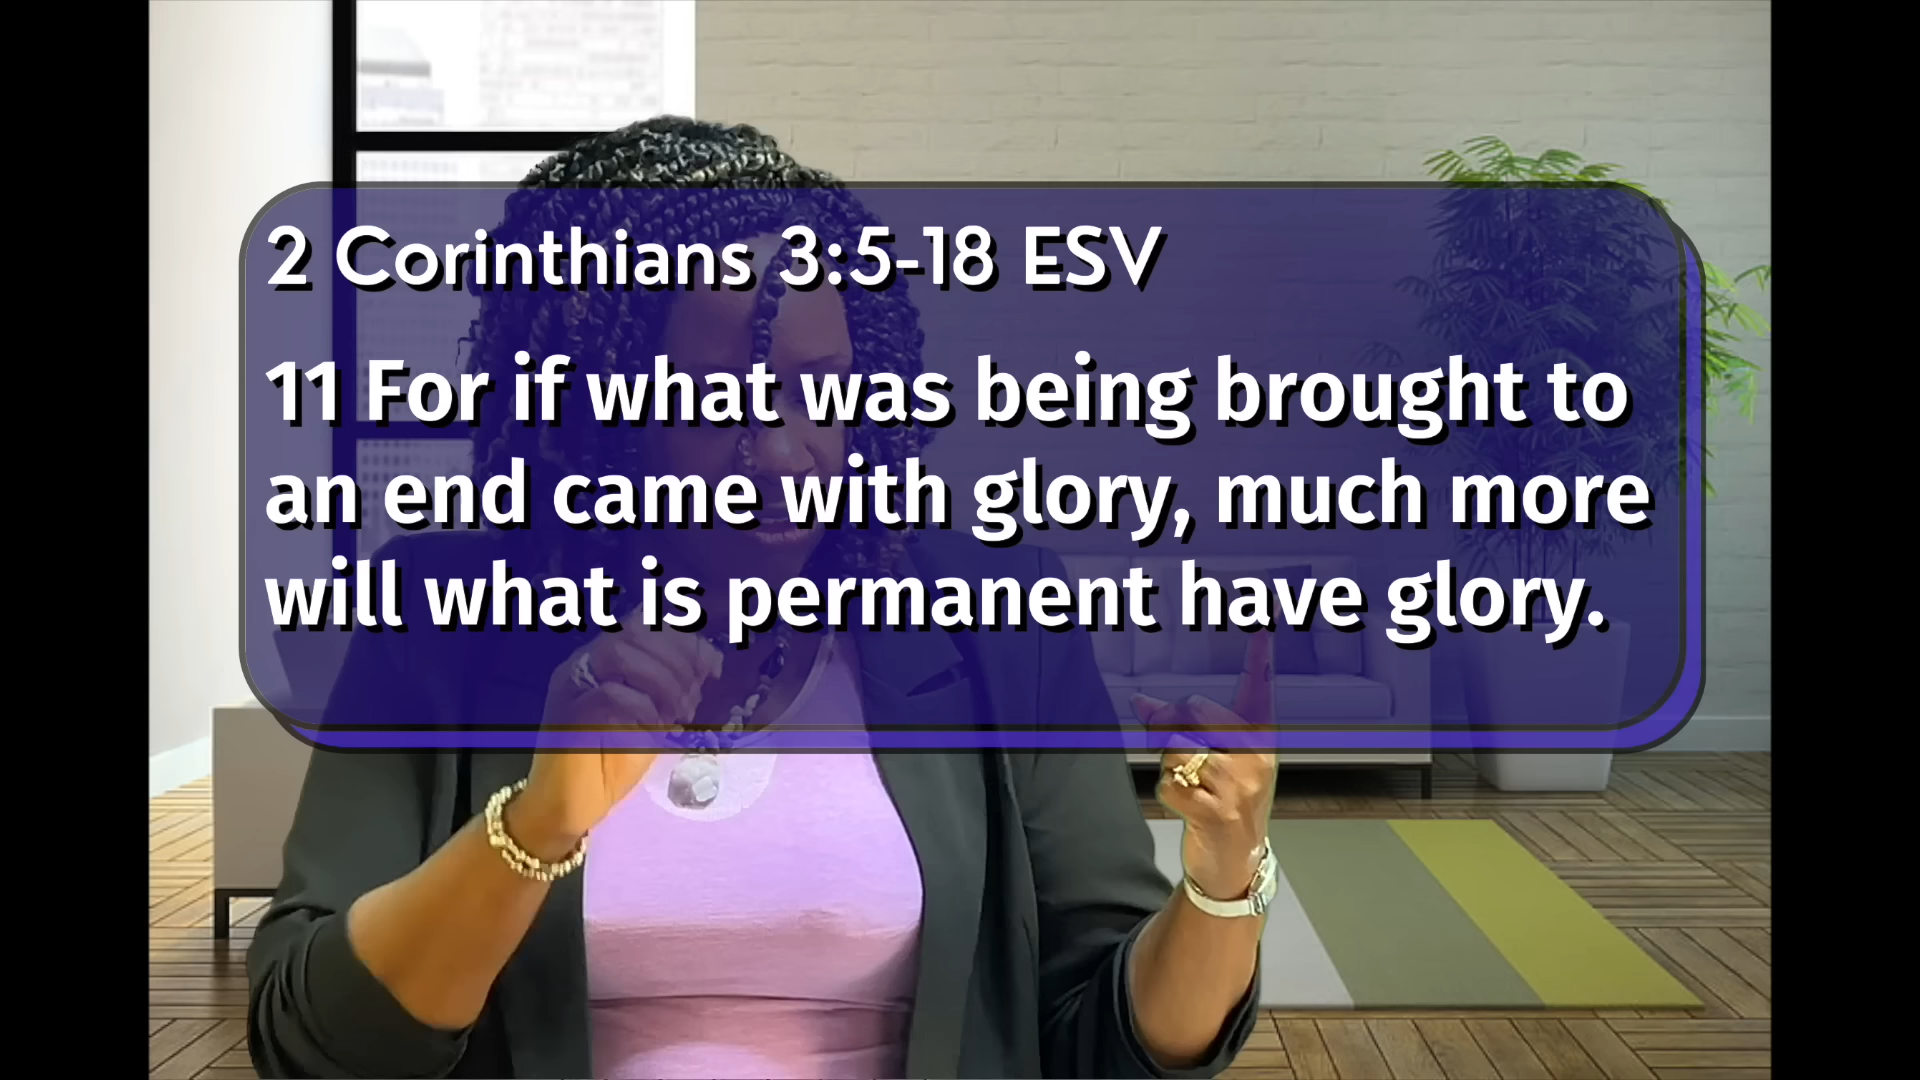 2 Corinthians 3:5-18 ESV
11 For if what was being brought to
an end came with glory, much more
will what is permanent have glory.